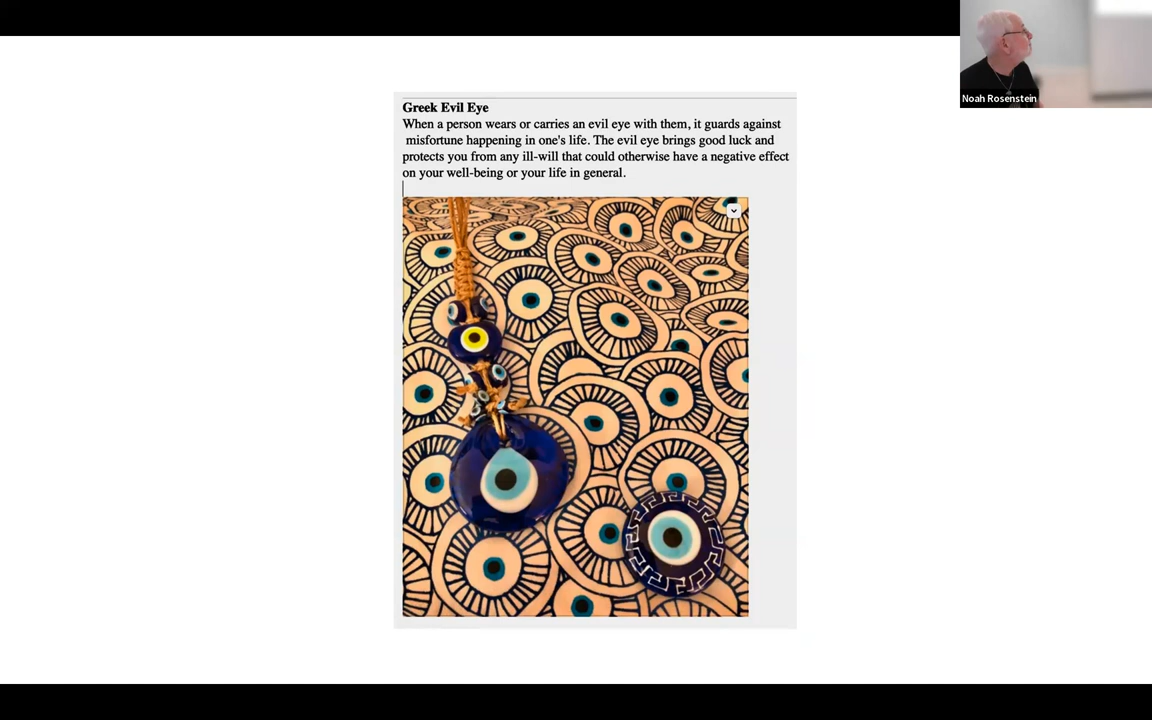 Noah Rosenstein
Greek Evil Eye
When a person wears or carries an evil eye with them, it guards against
misfortune happening in one's life. The evil eye brings good luck and
protects you from any ill-will that could otherwise have a negative effect
on your well-being or your life in general.